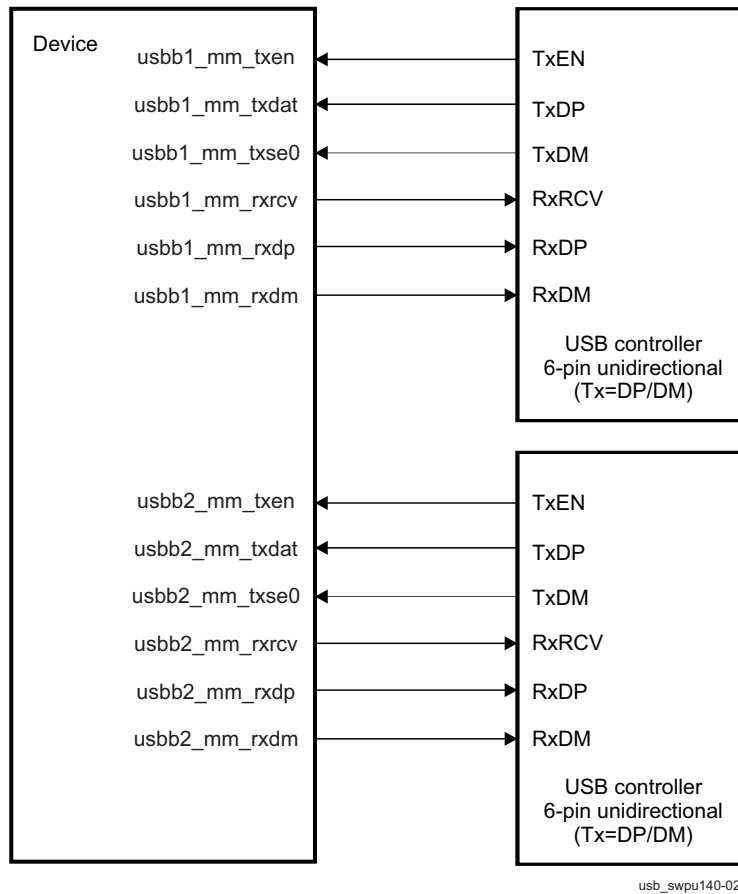 Device
usbb1_mm_txen
TxEN
usbb1_mm_txdat
TxDP
usbb1_mm_txse0
TxDM
usbb1_mm_rxrcv
RxRCV
usbb1_mm_rxdp
RxDP
usbb1_mm_rxdm
RxDM
USB controller
6-pin unidirectional
(Tx=DP/DM)
usbb2_mm_txen
TxEN
usbb2_mm_txdat
TxDP
usbb2_mm_txse0
TxDM
usbb2_mm_rxrcv
RxRCV
usbb2_mm_rxdp
RxDP
usbb2_mm_rxdm
RxDM
USB controller
6-pin unidirectional
(Tx=DP/DM)
usb_swpu140-02